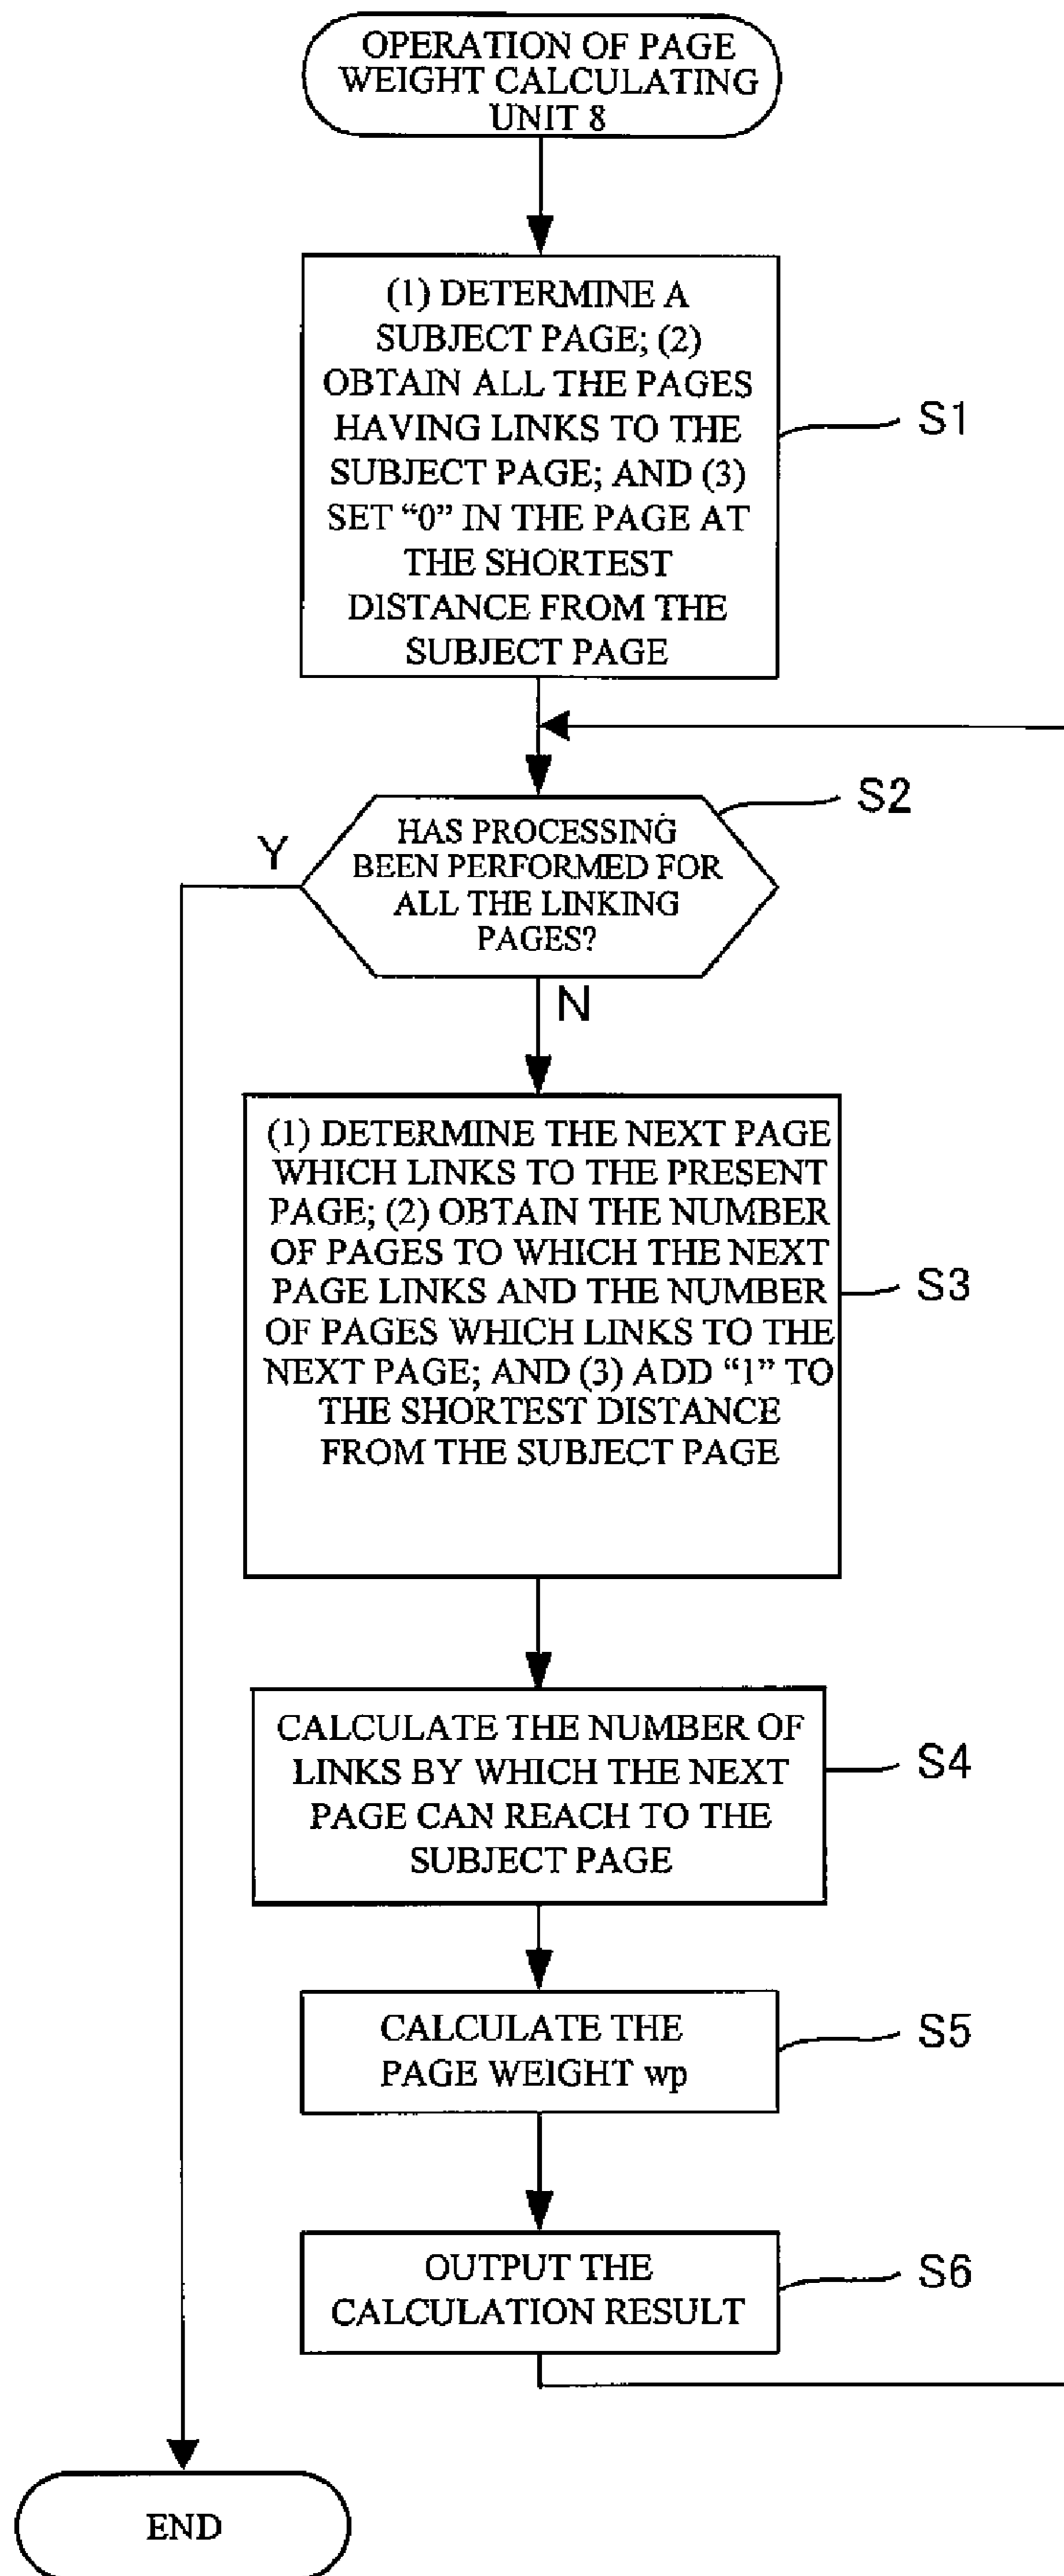 OPERATION OF PAGE
WEIGHT CALCULATING
UNIT 8
(1) DETERMINE A
SUBJECT PAGE; (2)
OBTAIN ALL THE PAGES
HAVING LINKS TO THE
SUBJECT PAGE; AND (3)
SET “0” IN THE PAGE AT
THE SHORTEST
DISTANCE FROM THE
SUBJECT PAGE
S1
S2
Y
HAS PROCESSING
BEEN PERFORMED FOR
ALL THE LINKING
PAGES?
N
(1) DETERMINE THE NEXT PAGE
WHICH LINKS TO THE PRESENT
PAGE; (2) OBTAIN THE NUMBER
OF PAGES TO WHICH THE NEXT
PAGE LINKS AND THE NUMBER
OF PAGES WHICH LINKS TO THE
NEXT PAGE; AND (3) ADD “1” TO
THE SHORTEST DISTANCE
FROM THE SUBJECT PAGE
S3
CALCULATE THE NUMBER OF
LINKS BY WHICH THE NEXT
PAGE CAN REACH TO THE
SUBJECT PAGE
S4
CALCULATE THE
PAGE WEIGHT wp
S5
OUTPUT THE
CALCULATION RESULT
S6
END